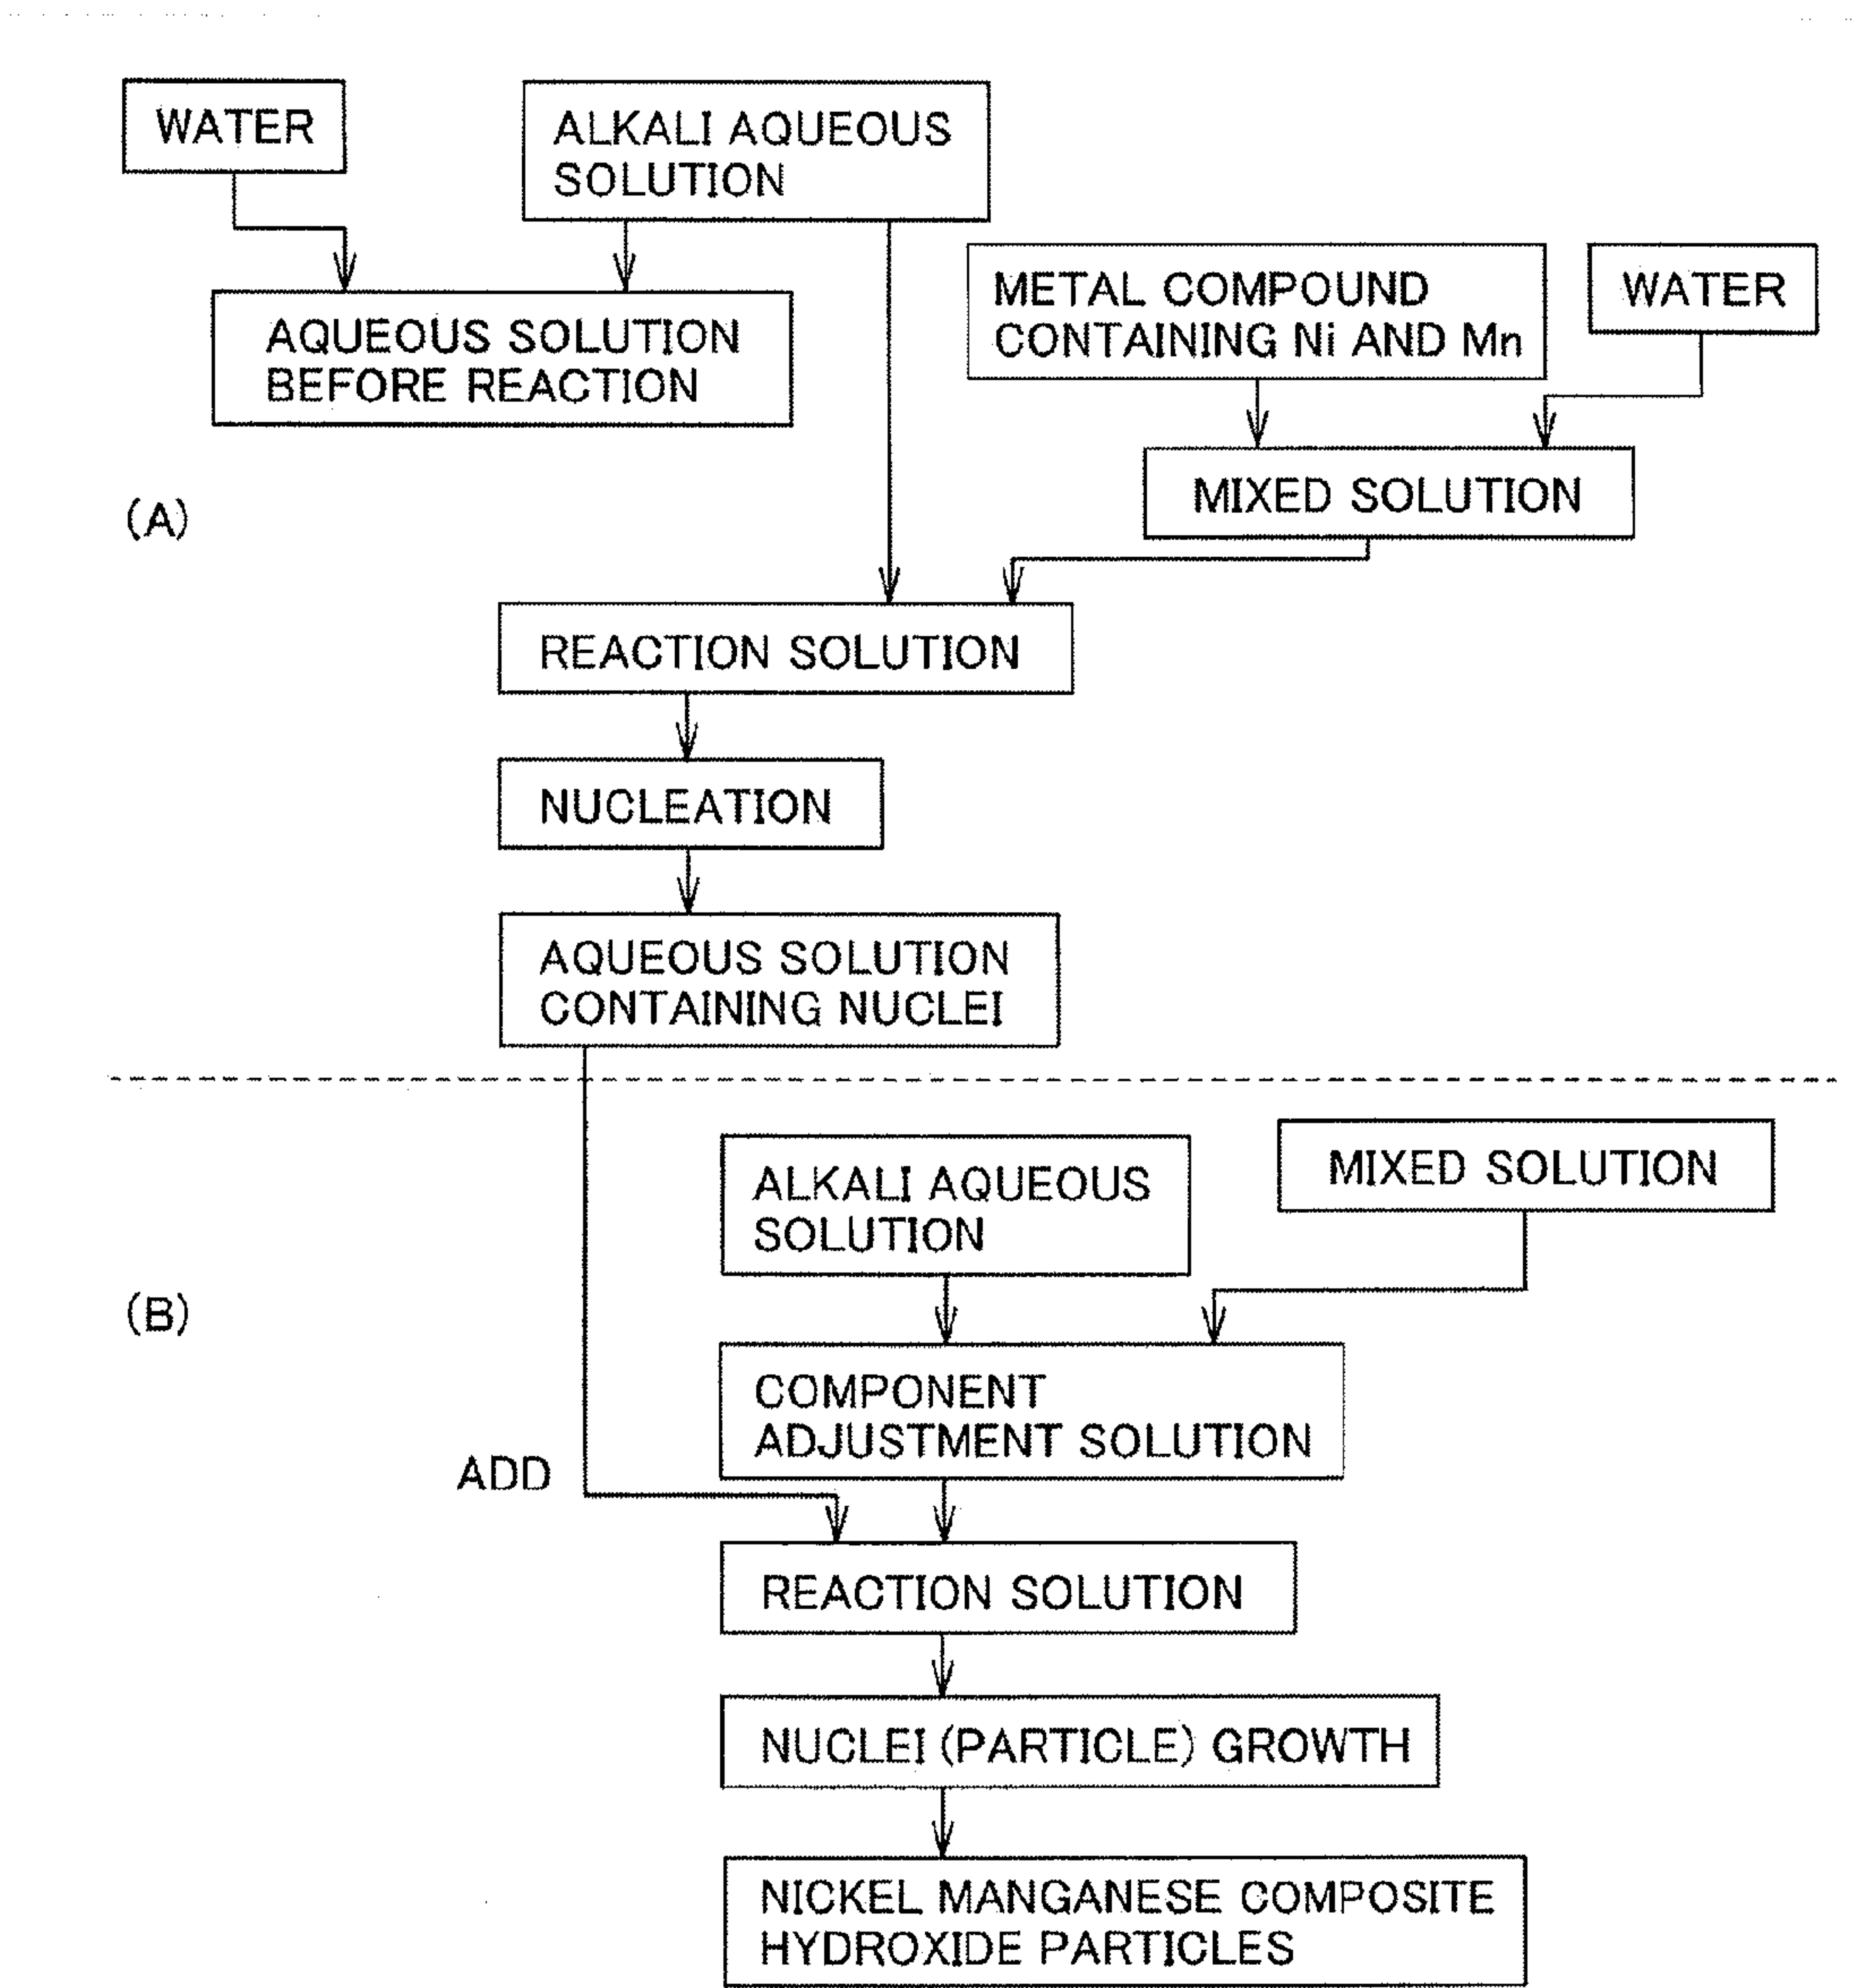 WATER
ALKALI AQUEOUS
SOLUTION
METAL COMPOUND
CONTAINING Ni AND Mn
WATER
AQUEOUS SOLUTION
BEFORE REACTION
MIXED SOLUTION
(A)
REACTION SOLUTION
NUCLEATION
AQUEOUS SOLUTION
CONTAINING NUCLEI
ALKALI AQUEOUS
SOLUTION
MIXED SOLUTION
(B)
COMPONENT
ADJUSTMENT SOLUTION
ADD
REACTION SOLUTION
NUCLEI (PARTICLE) GROWTH
NICKEL MANGANESE COMPOSITE
HYDROXIDE PARTICLES